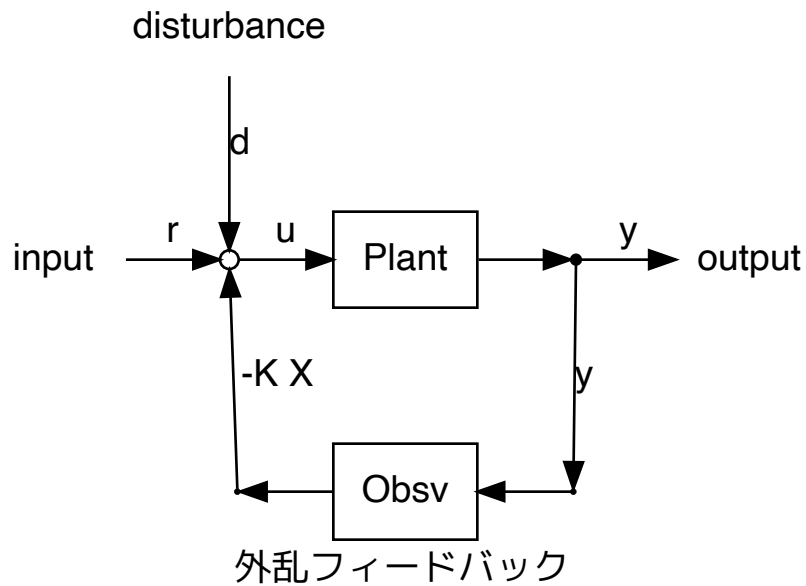 disturbance
d
input
r
u
Plant
y
output
-K X
y
Obsv
外乱フィードバック